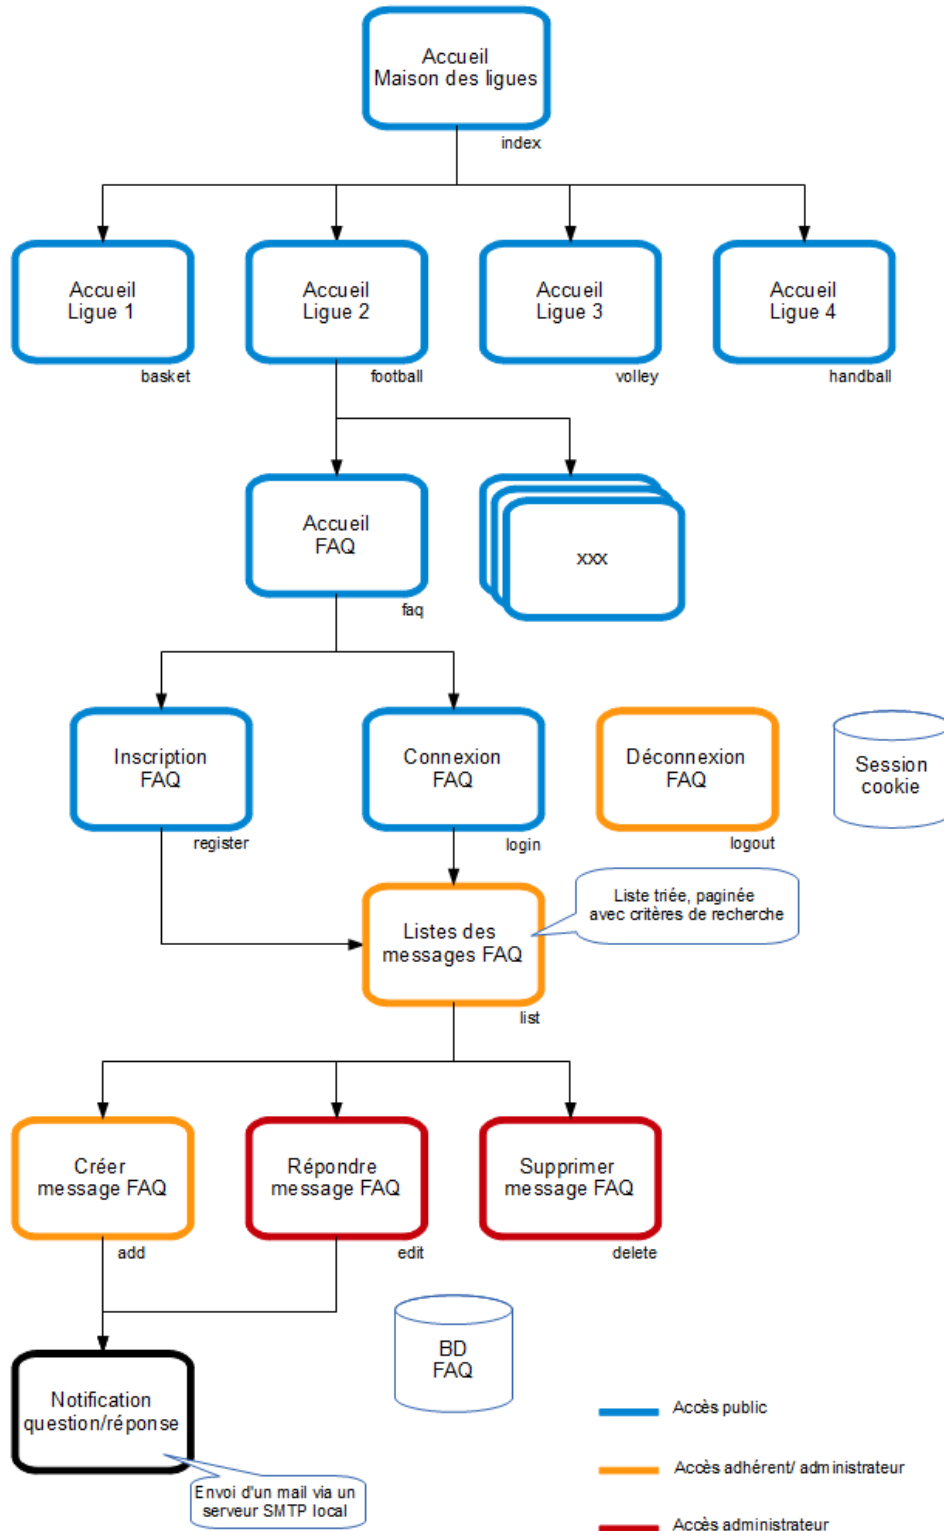 Accueil
Maison des ligues
index
Accueil
Ligue 1
basket
Accueil
Ligue 2
football
Accueil
Ligue 3
volley
Accueil
Ligue 4
handball
Accueil
FAQ
faq
xxx
Inscription
FAQ
register
Connexion
FAQ
login
Déconnexion
FAQ
logout
Session
cookie
Liste triée, paginée
avec critères de recherche
Listes des
messages FAQ
list
Créer
message FAQ
add
Répondre
message FAQ
edit
Supprimer
message FAQ
delete
BD
FAQ
Notification
question/réponse
Envoi d'un mail via un
serveur SMTP local
Accès public
Accès adhérent/ administrateur
Accès administrateur